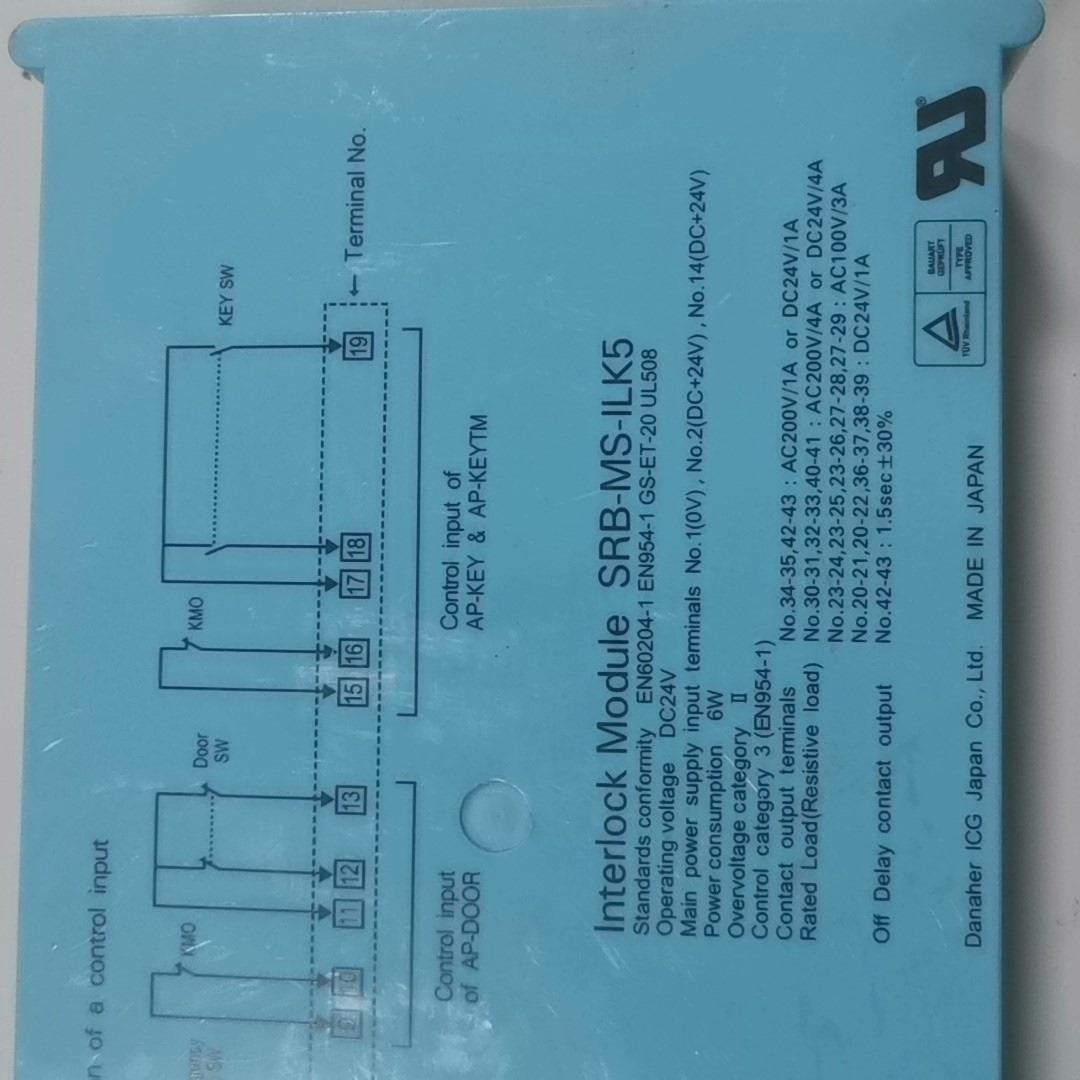 n of a control input
SW
KMO
Door
SW
KMO
KEY SW
9 10 11 12 13 15 16 17 18 19
← Terminal No.
Control input
of AP-DOOR
Control input of
AP-KEY & AP-KEYTM
Interlock Module SRB-MS-ILK5
Standards conformity EN60204-1 EN954-1 GS-ET-20 UL508
Operating voltage DC24V
Main power supply input terminals No.1(0V), No.2(DC+24V), No.14(DC+24V)
Power consumption 6W
Overvoltage category Ⅱ
Control category 3 (EN954-1)
Contact output terminals No.34-35,42-43 : AC200V/1A or DC24V/1A
Rated Load(Resistive load) No.30-31,32-33,40-41 : AC200V/4A or DC24V/4A
No.23-24,23-25,23-26,27-28,27-29 : AC100V/3A
No.20-21,20-22,36-37,38-39 : DC24V/1A
Off Delay contact output No.42-43 : 1.5sec±30%
Danaher ICG Japan Co., Ltd. MADE IN JAPAN
TÜV Rheinland
BAUART
GEPRÜFT
TYPE
APPROVED
RU®